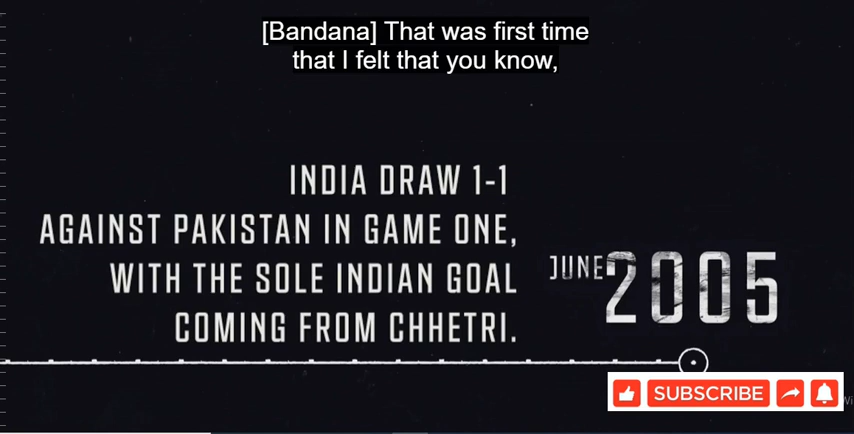 [Bandana] That was first time
that I felt that you know,
INDIA DRAW 1-1
AGAINST PAKISTAN IN GAME ONE,
WITH THE SOLE INDIAN GOAL
COMING FROM CHHETRI.
JUNE 2005
SUBSCRIBE
Wi